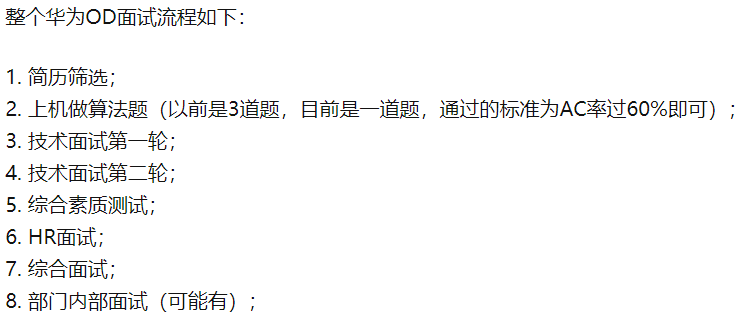 整个华为OD面试流程如下：
1. 简历筛选；
2. 上机做算法题（以前是3道题，目前是一道题，通过的标准为AC率过60%即可）；
3. 技术面试第一轮；
4. 技术面试第二轮；
5. 综合素质测试；
6. HR面试；
7. 综合面试；
8. 部门内部面试（可能有）；